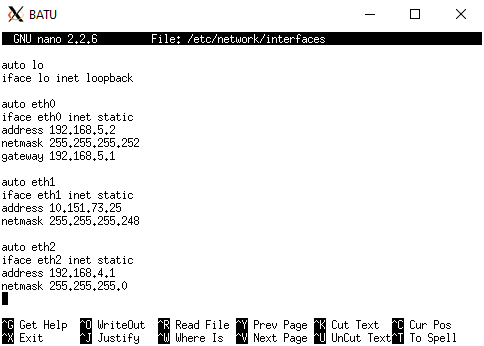 BATU
GNU nano 2.2.6 File: /etc/network/interfaces
auto lo
iface lo inet loopback
auto eth0
iface eth0 inet static
address 192.168.5.2
netmask 255.255.255.252
gateway 192.168.5.1
auto eth1
iface eth1 inet static
address 10.151.73.25
netmask 255.255.255.248
auto eth2
iface eth2 inet static
address 192.168.4.1
netmask 255.255.255.0
^G Get Help ^O WriteOut ^R Read File ^Y Prev Page ^K Cut Text ^C Cur Pos
^X Exit ^J Justify ^W Where Is ^V Next Page ^U UnCut Text ^T To Spell